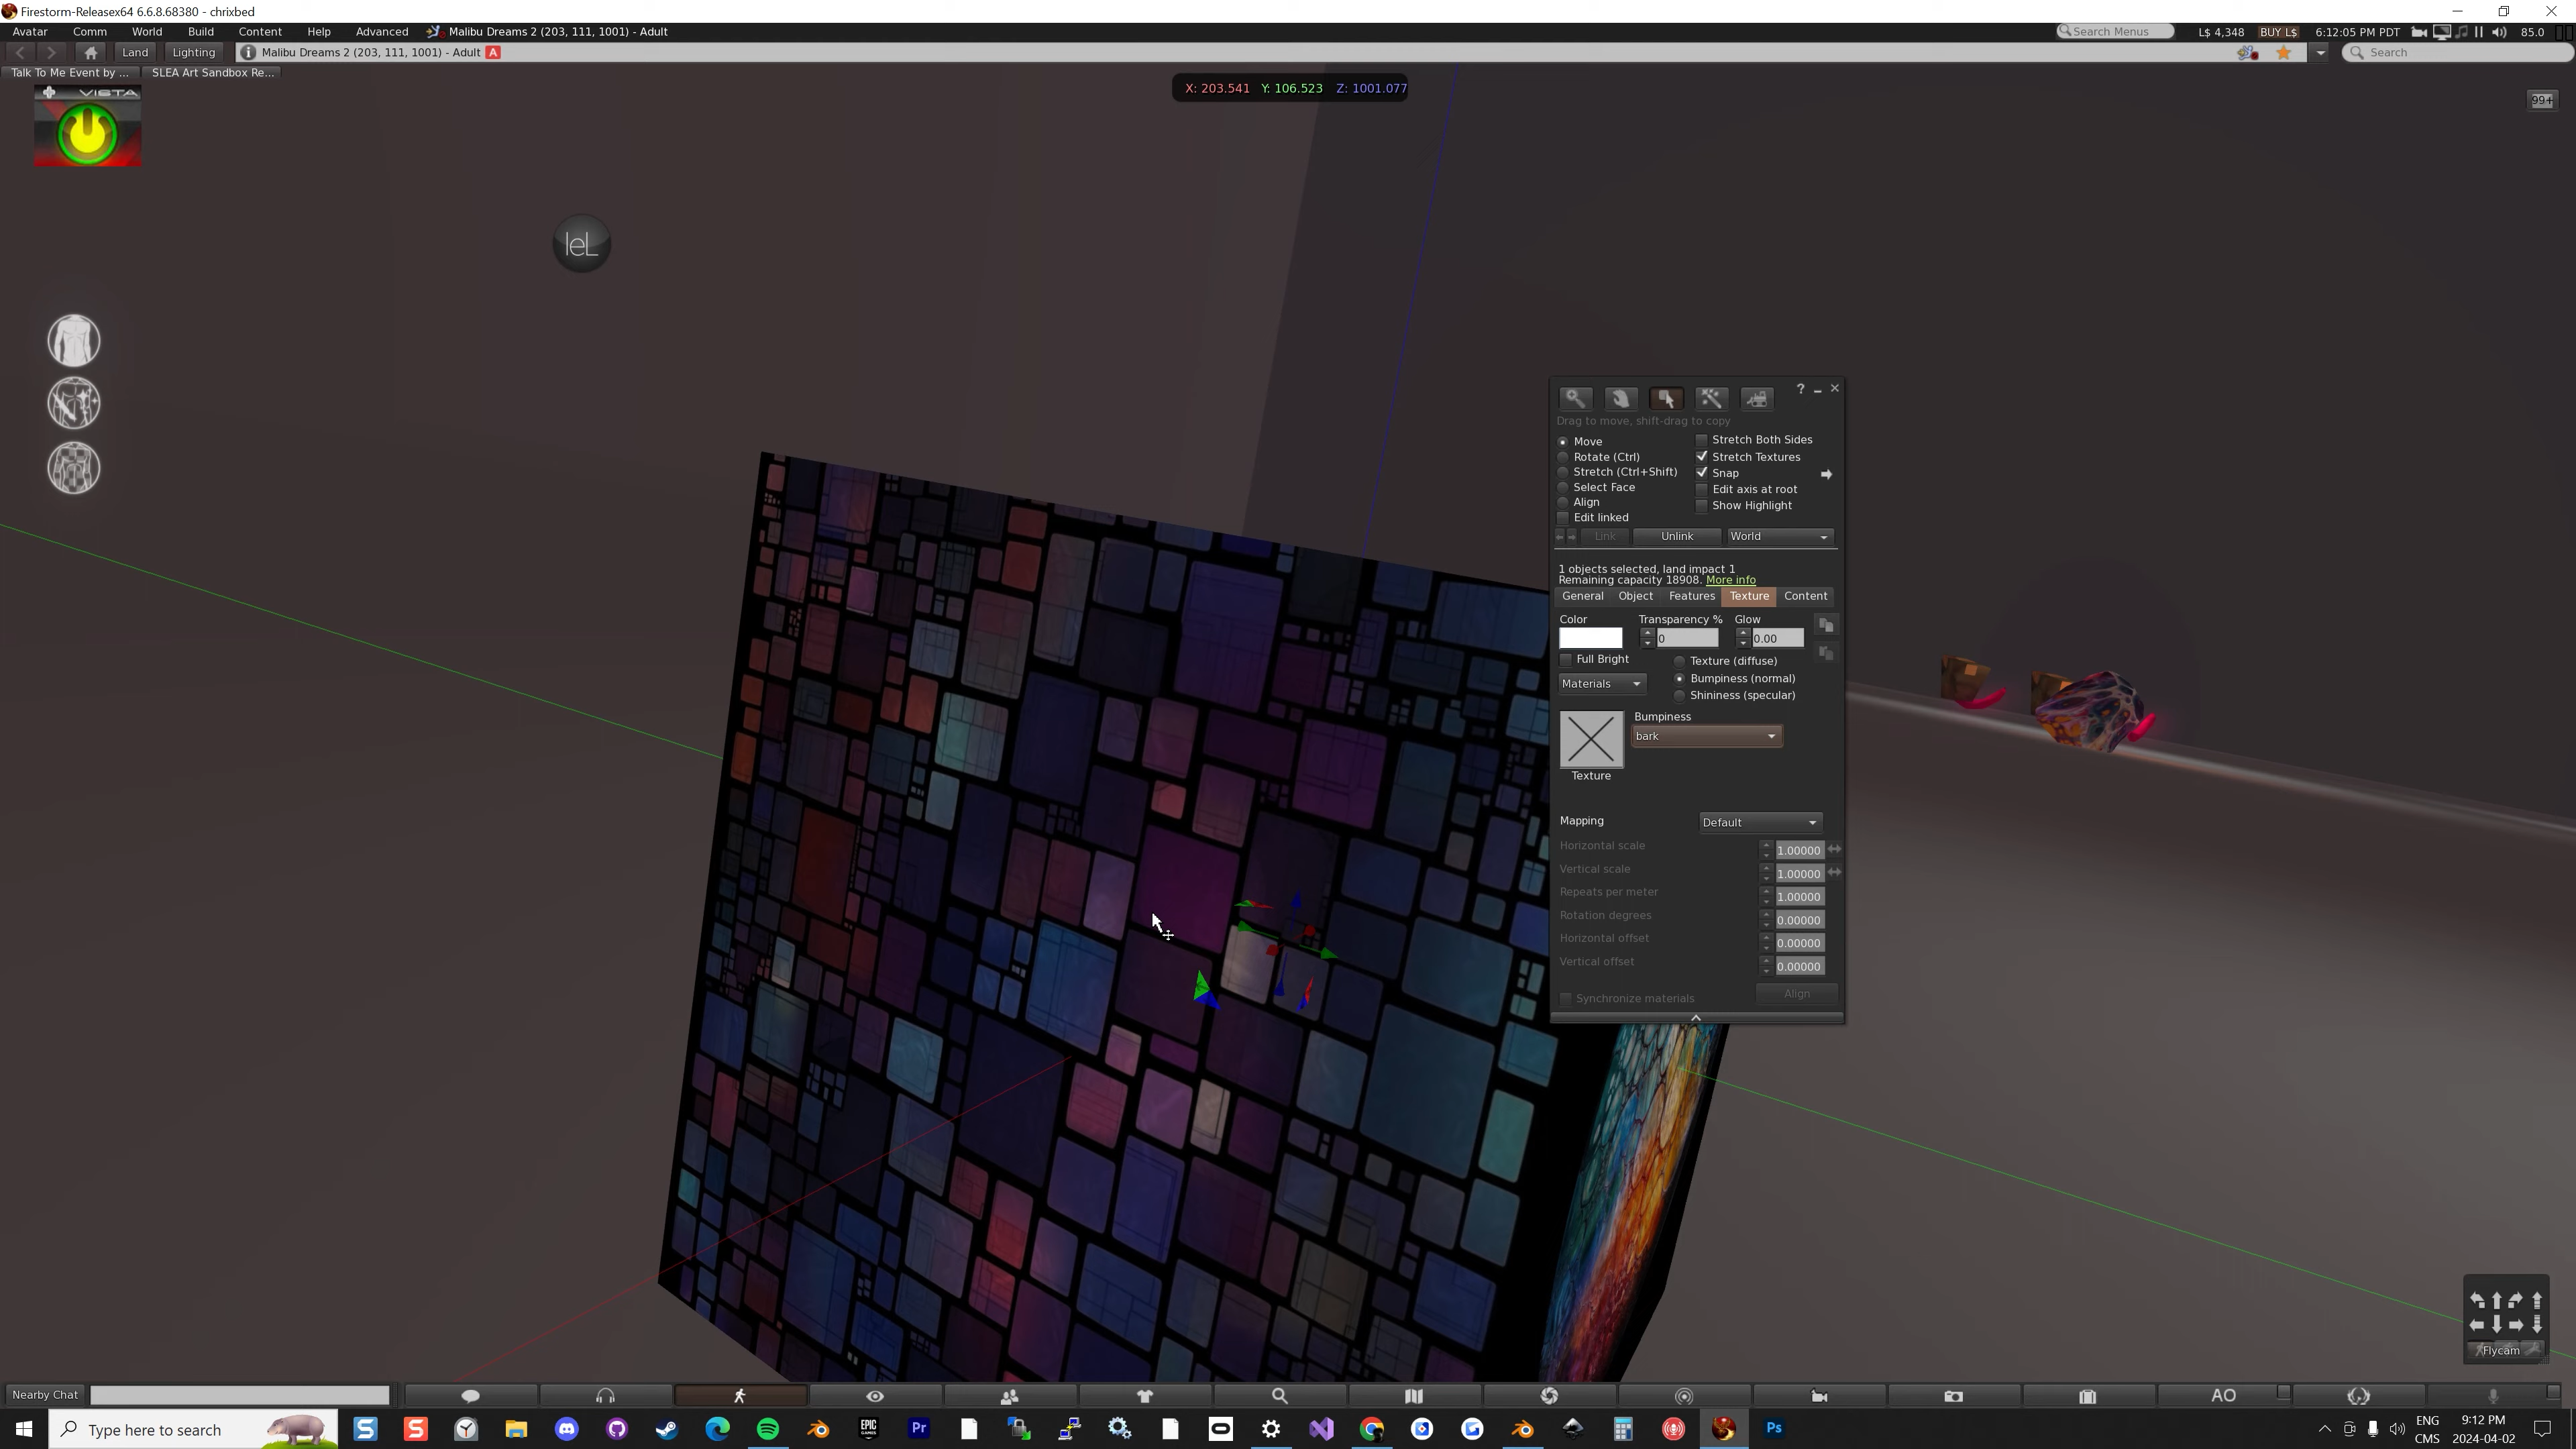 Firestorm-Releasex64 6.6.8.68380 - chrixbed
Avatar Comm World Build Content Help Advanced Malibu Dreams 2 (203, 111, 1001) - Adult Search Menus L$ 4,348 BUY L$ 6:12:05 PM PDT 85.0
Land Lighting Malibu Dreams 2 (203, 111, 1001) - Adult A Search
Talk To Me Event by ... SLEA Art Sandbox Re...
VISTA
X: 203.541 Y: 106.523 Z: 1001.077
99+
leL
Drag to move, shift-drag to copy
Move Stretch Both Sides
Rotate (Ctrl) Stretch Textures
Stretch (Ctrl+Shift) Snap
Select Face Edit axis at root
Align Show Highlight
Edit linked
Link Unlink World
1 objects selected, land impact 1
Remaining capacity 18908. More info
General Object Features Texture Content
Color Transparency % Glow
0 0.00
Full Bright Texture (diffuse)
Materials Bumpiness (normal)
Shininess (specular)
Bumpiness
bark
Texture
Mapping Default
Horizontal scale 1.00000
Vertical scale 1.00000
Repeats per meter 1.00000
Rotation degrees 0.00000
Horizontal offset 0.00000
Vertical offset 0.00000
Synchronize materials Align
Flycam
Nearby Chat AO
Type here to search
S S EPIC GAMES Pr Ps
ENG 9:12 PM
CMS 2024-04-02